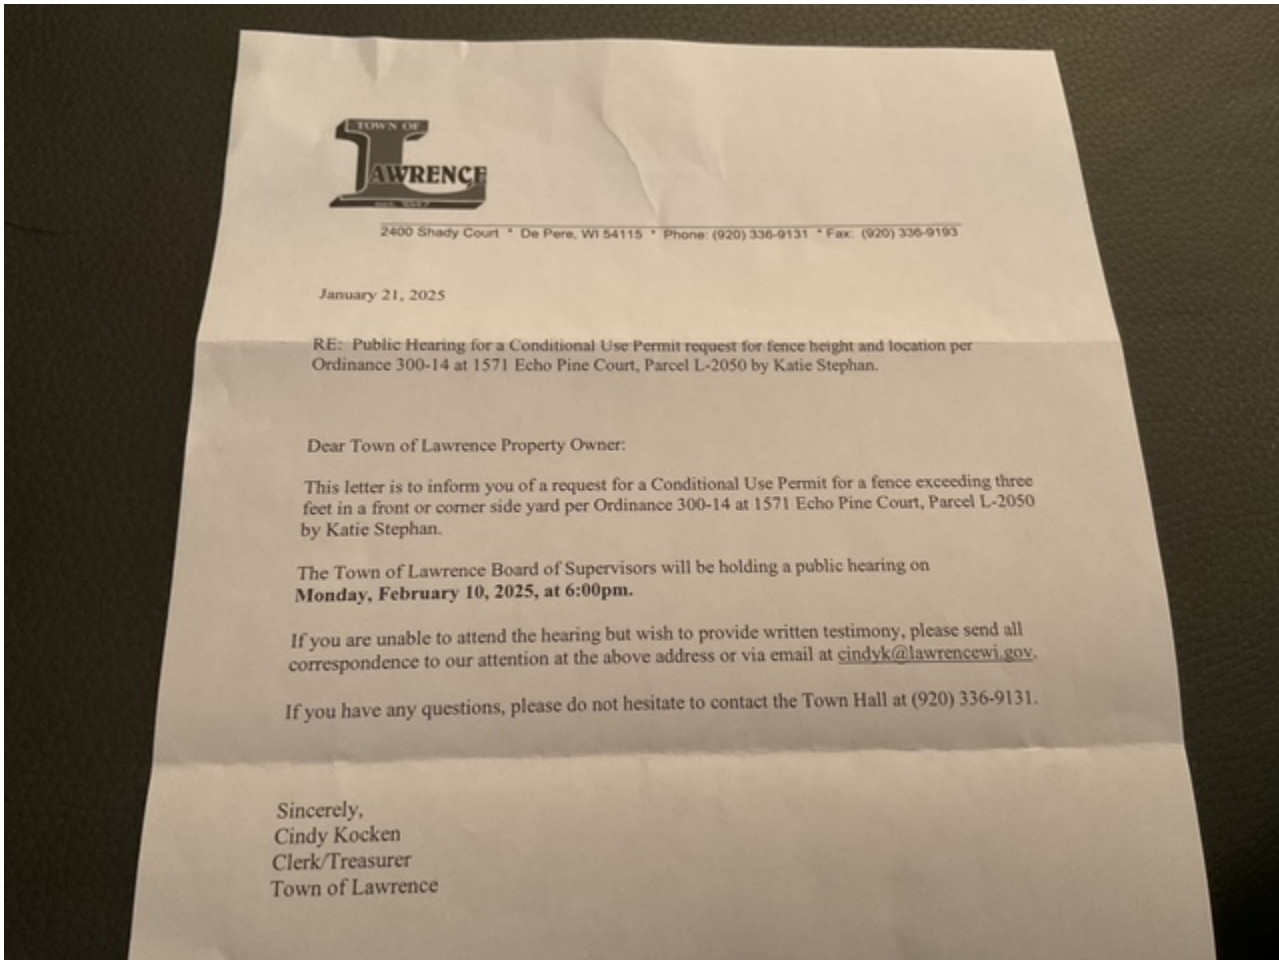 TOWN OF
LAWRENCE
2400 Shady Court * De Pere, WI 54115 * Phone: (920) 336-9131 * Fax: (920) 336-9193
January 21, 2025
RE: Public Hearing for a Conditional Use Permit request for fence height and location per
Ordinance 300-14 at 1571 Echo Pine Court, Parcel L-2050 by Katie Stephan.
Dear Town of Lawrence Property Owner:
This letter is to inform you of a request for a Conditional Use Permit for a fence exceeding three
feet in a front or corner side yard per Ordinance 300-14 at 1571 Echo Pine Court, Parcel L-2050
by Katie Stephan.
The Town of Lawrence Board of Supervisors will be holding a public hearing on
Monday, February 10, 2025, at 6:00pm.
If you are unable to attend the hearing but wish to provide written testimony, please send all
correspondence to our attention at the above address or via email at cindyk@lawrencewi.gov.
If you have any questions, please do not hesitate to contact the Town Hall at (920) 336-9131.
Sincerely,
Cindy Kocken
Clerk/Treasurer
Town of Lawrence